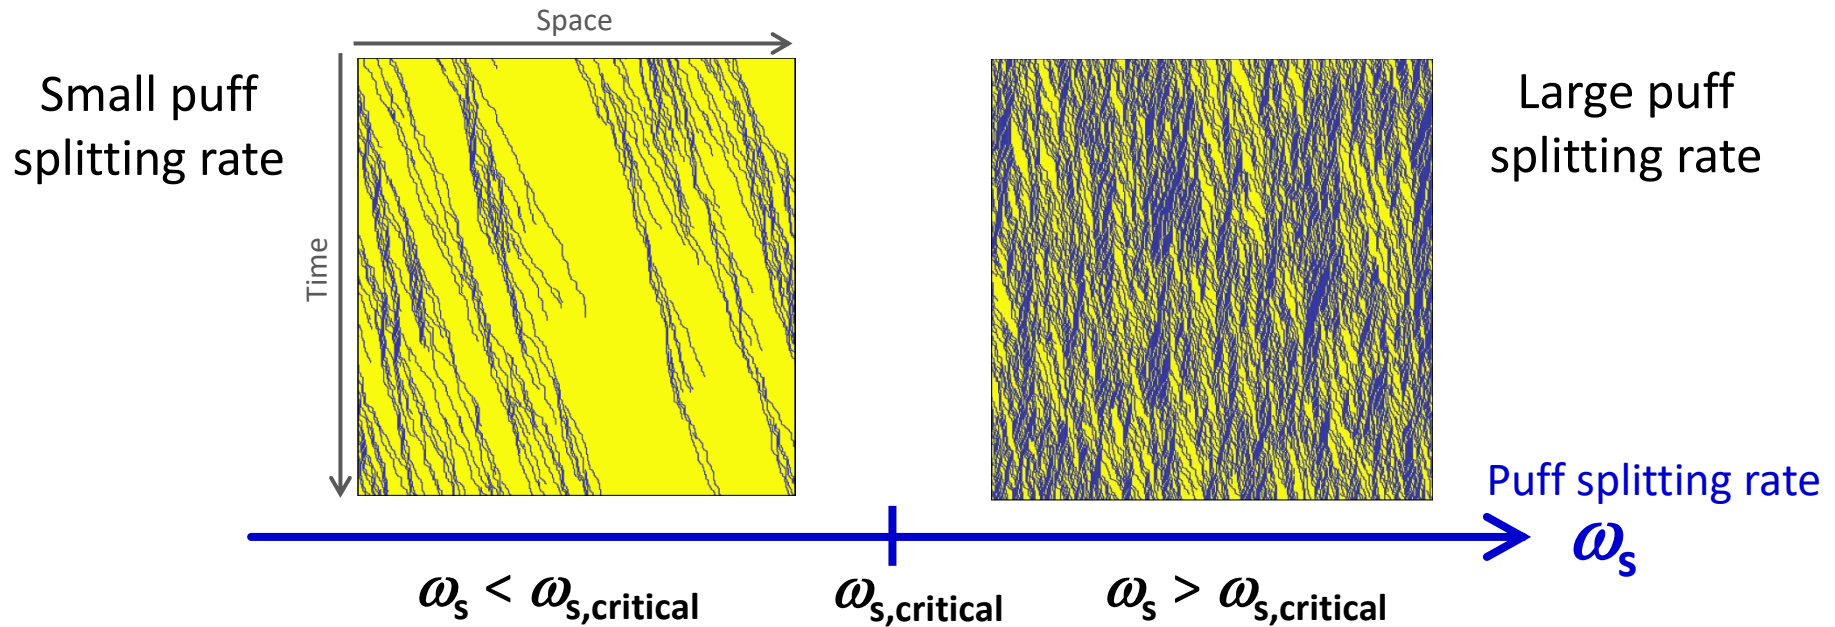 Space
Small puff
splitting rate
Time
Large puff
splitting rate
Puff splitting rate
ωs
ωs < ωs,critical
ωs,critical
ωs > ωs,critical